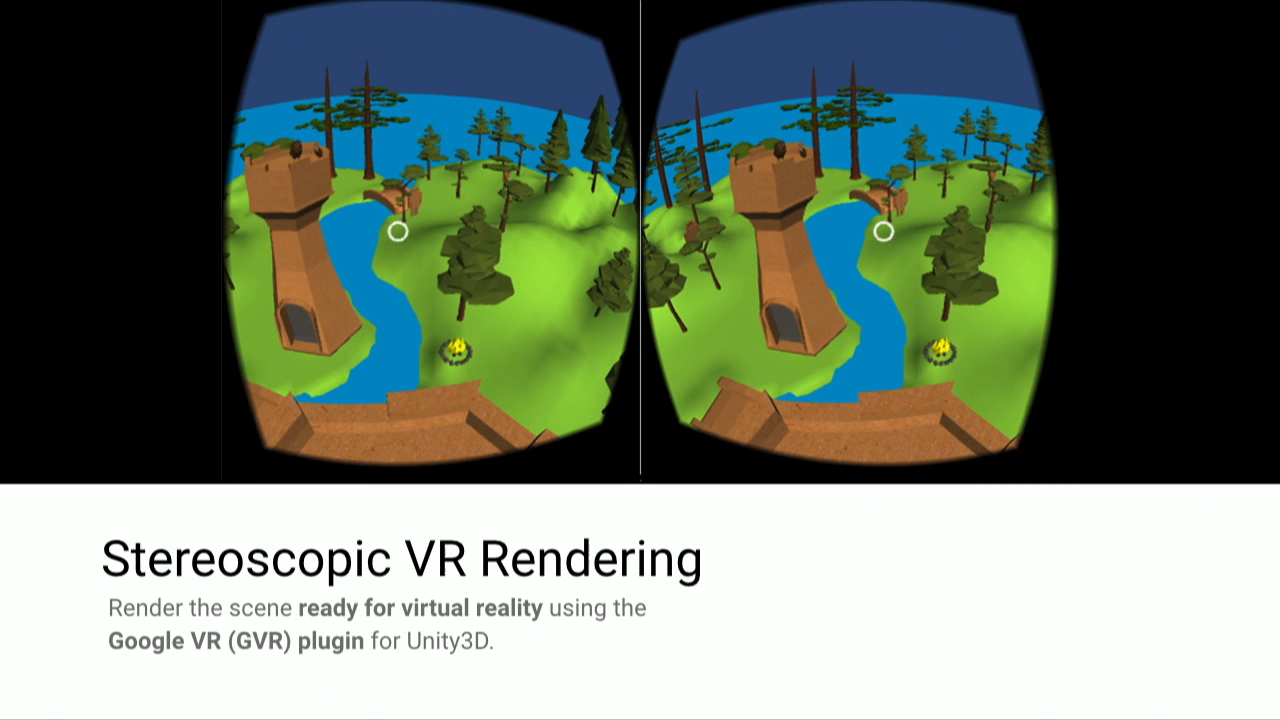 Stereoscopic VR Rendering
Render the scene ready for virtual reality using the
Google VR (GVR) plugin for Unity3D.